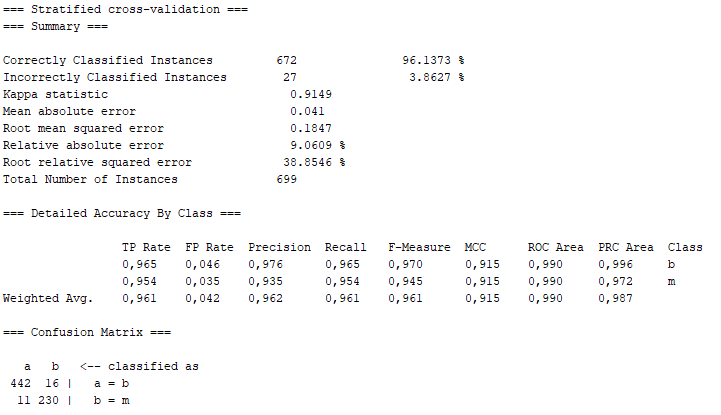 === Stratified cross-validation ===
=== Summary ===
Correctly Classified Instances 672 96.1373 %
Incorrectly Classified Instances 27 3.8627 %
Kappa statistic 0.9149
Mean absolute error 0.041
Root mean squared error 0.1847
Relative absolute error 9.0609 %
Root relative squared error 38.8546 %
Total Number of Instances 699
=== Detailed Accuracy By Class ===
TP Rate FP Rate Precision Recall F-Measure MCC ROC Area PRC Area Class
0,965 0,046 0,976 0,965 0,970 0,915 0,990 0,996 b
0,954 0,035 0,935 0,954 0,945 0,915 0,990 0,972 m
Weighted Avg. 0,961 0,042 0,962 0,961 0,961 0,915 0,990 0,987
=== Confusion Matrix ===
a b <-- classified as
442 16 | a = b
11 230 | b = m